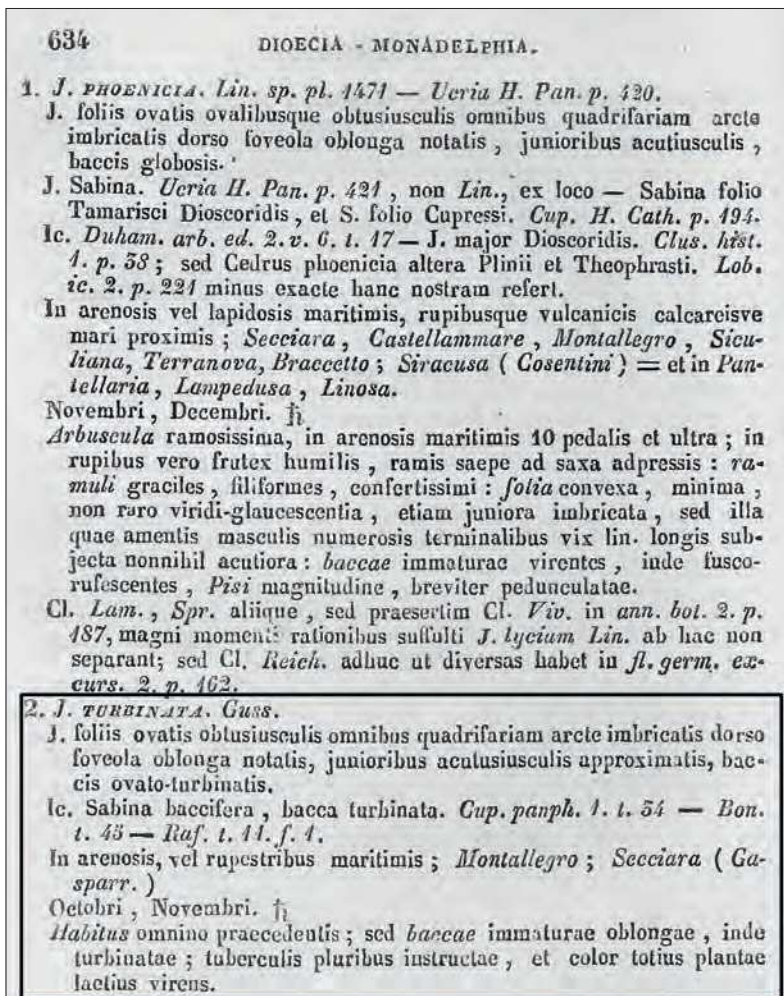 634 DIOECIA - MONADELPHIA.
1. J. PHOENICIA. Lin. sp. pl. 1471 — Ucria H. Pan. p. 420.
J. foliis ovatis ovalibusque obtusiusculis omnibus quadrifariam arcte
imbricatis dorso foveola oblonga notatis , junioribus acutiusculis ,
baccis globosis.
J. Sabina. Ucria H. Pan. p. 421 , non Lin., ex loco — Sabina folio
Tamarisci Dioscoridis , et S. folio Cupressi. Cup. H. Cath. p. 194.
Ic. Duham. arb. ed. 2. v. 6. t. 17 — J. major Dioscoridis. Clus. hist.
1. p. 38 ; sed Cedrus phoenicia altera Plinii et Theophrasti. Lob.
ic. 2. p. 221 minus exacte hanc nostram refert.
In arenosis vel lapidosis maritimis, rupibusque vulcanicis calcareisve
mari proximis ; Secciara , Castellammare , Montallegro , Sicu-
liana, Terranova, Braccetto ; Siracusa ( Cosentini ) = et in Pan-
tellaria , Lampedusa , Linosa.
Novembri , Decembri. ♄
Arbuscula ramosissima, in arenosis maritimis 10 pedalis et ultra ; in
rupibus vero frutex humilis , ramis saepe ad saxa adpressis : ra-
muli graciles , filiformes , confertissimi : folia convexa , minima ,
non raro viridi-glaucescentia , etiam juniora imbricata , sed illa
quae amentis masculis numerosis terminalibus vix lin. longis sub-
jecta nonnihil acutiora : baccae immaturae virentes , inde fusco-
rufescentes , Pisi magnitudine , breviter pedunculatae.
Cl. Lam. , Spr. aliique , sed praesertim Cl. Viv. in ann. bot. 2. p.
187, magni momenti rationibus suffulti J. lycium Lin. ab hac non
separant; sed Cl. Reich. adhuc ut diversas habet in fl. germ. ex-
curs. 2. p. 162.
2. J. TURBINATA. Guss.
J. foliis ovatis obtusiusculis omnibus quadrifariam arcte imbricatis dorso
foveola oblonga notatis, junioribus acutusiusculis approximatis, bac-
cis ovato-turbinatis.
Ic. Sabina baccifera , bacca turbinata. Cup. panph. 1. t. 54 — Bon.
t. 45 — Raf. t. 11. f. 1.
In arenosis, vel rupestribus maritimis ; Montallegro ; Secciara ( Ga-
sparr. )
Octobri , Novembri. ♄
Habitus omnino praecedentis ; sed baccae immaturae oblongae , inde
turbinatae ; tuberculis pluribus instructae , et color totius plantae
laetius virens.